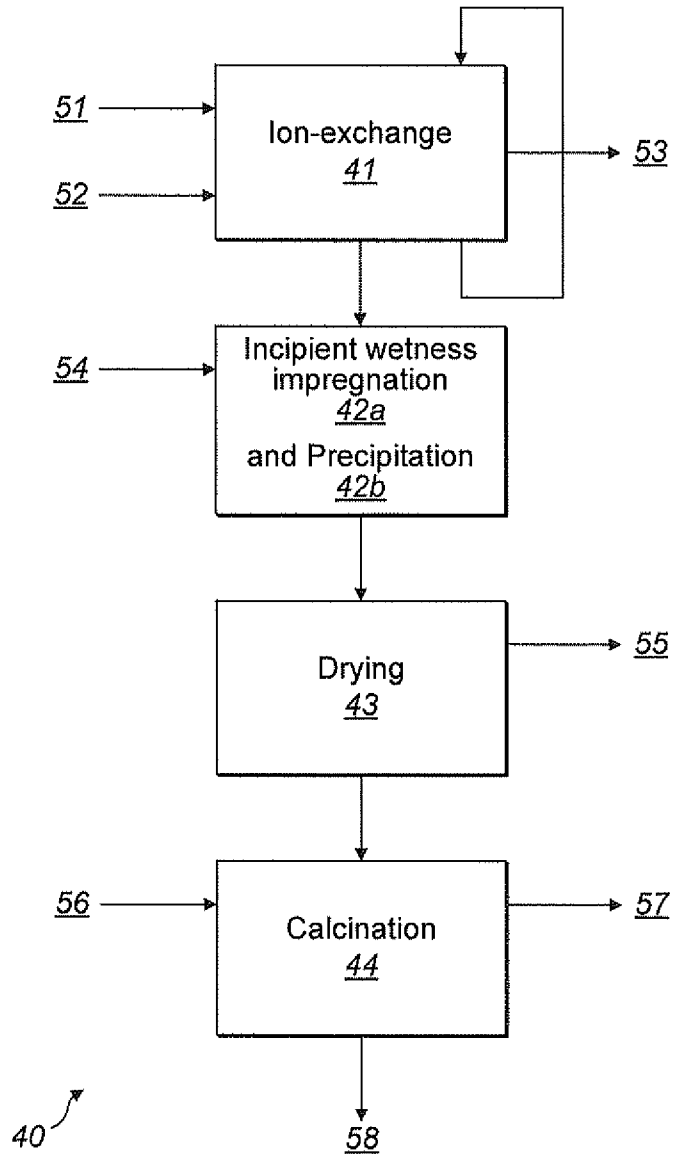 51
52
Ion-exchange
41
53
54
Incipient wetness
impregnation
42a
and Precipitation
42b
Drying
43
55
56
Calcination
44
57
40
58